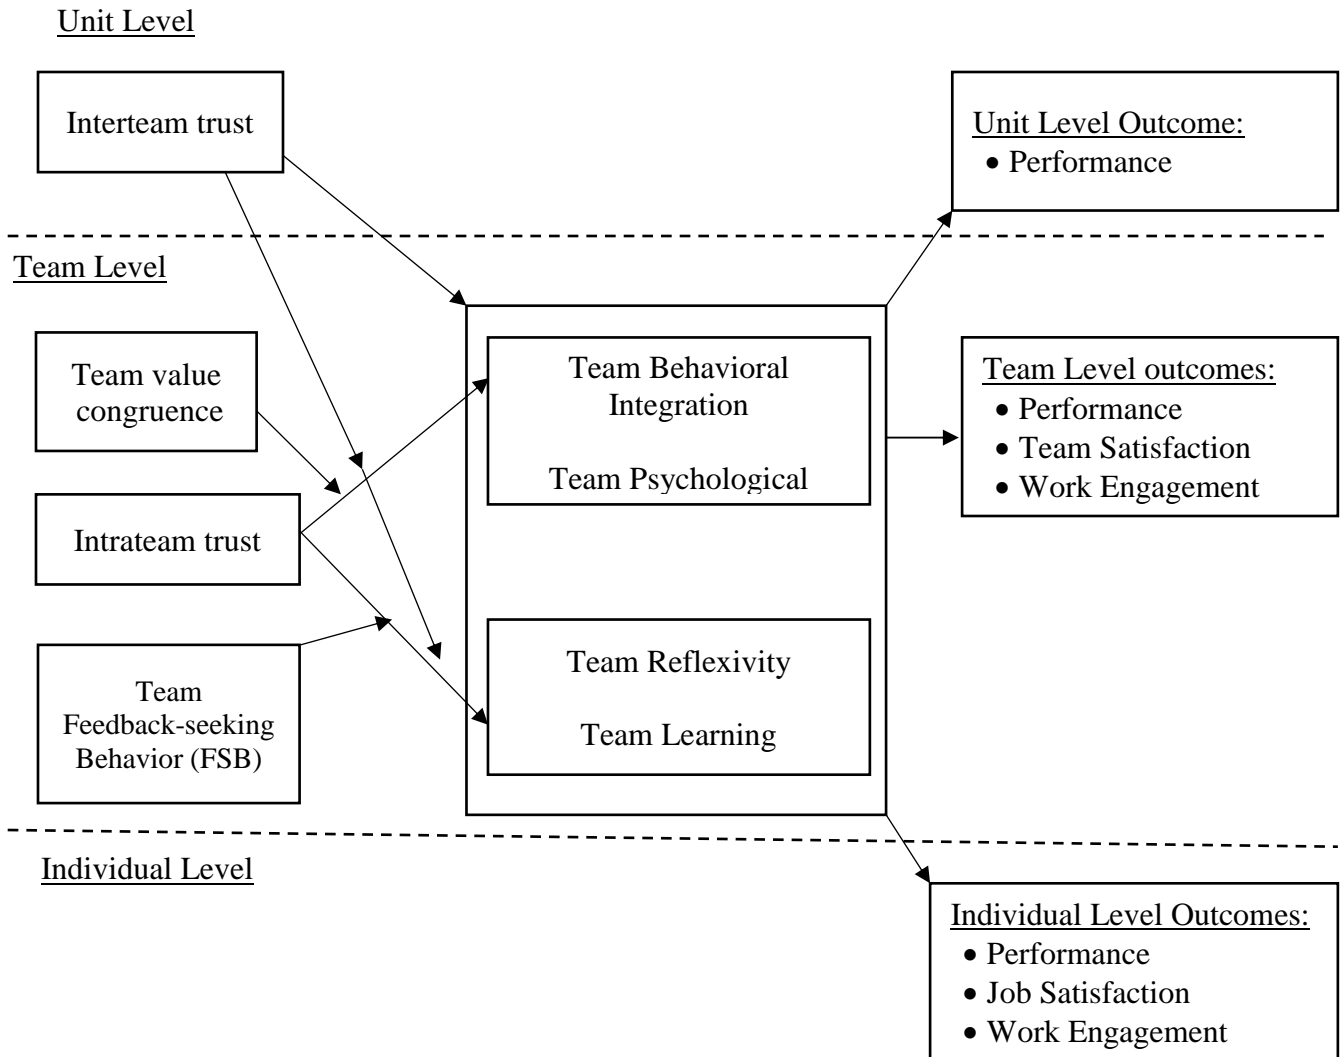 Unit Level
Interteam trust
Unit Level Outcome:
• Performance
Team Level
Team value
congruence
Intrateam trust
Team
Feedback-seeking
Behavior (FSB)
Team Behavioral
Integration
Team Psychological
Team Reflexivity
Team Learning
Team Level outcomes:
• Performance
• Team Satisfaction
• Work Engagement
Individual Level
Individual Level Outcomes:
• Performance
• Job Satisfaction
• Work Engagement